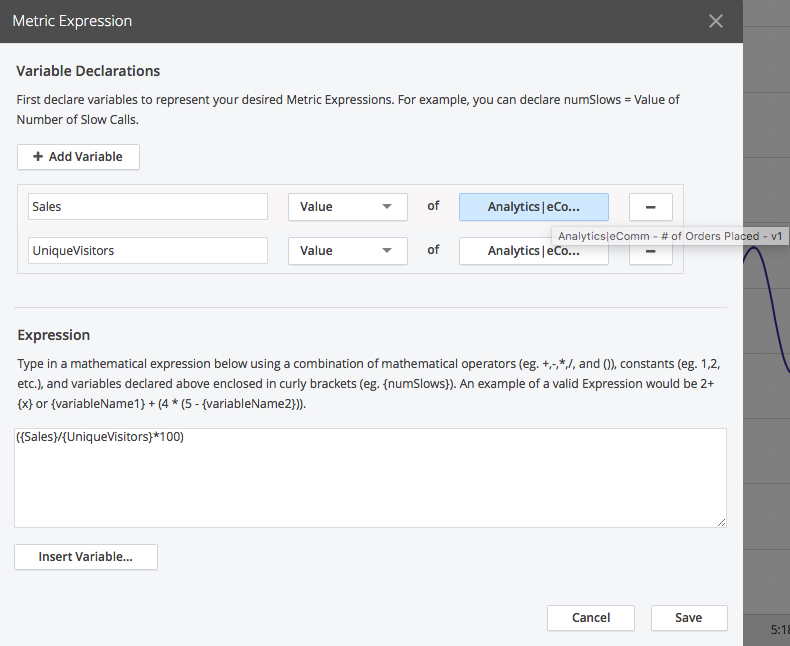 Metric Expression
Variable Declarations
First declare variables to represent your desired Metric Expressions. For example, you can declare numSlows = Value of
Number of Slow Calls.
+ Add Variable
Sales Value of Analytics|eCo... –
Analytics|eComm - # of Orders Placed - v1
UniqueVisitors Value of Analytics|eCo... –
Expression
Type in a mathematical expression below using a combination of mathematical operators (eg. +,-,*,/, and ()), constants (eg. 1,2,
etc.), and variables declared above enclosed in curly brackets (eg. {numSlows}). An example of a valid Expression would be 2+
{x} or {variableName1} + (4 * (5 - {variableName2})).
({Sales}/{UniqueVisitors}*100)
Insert Variable...
Cancel Save